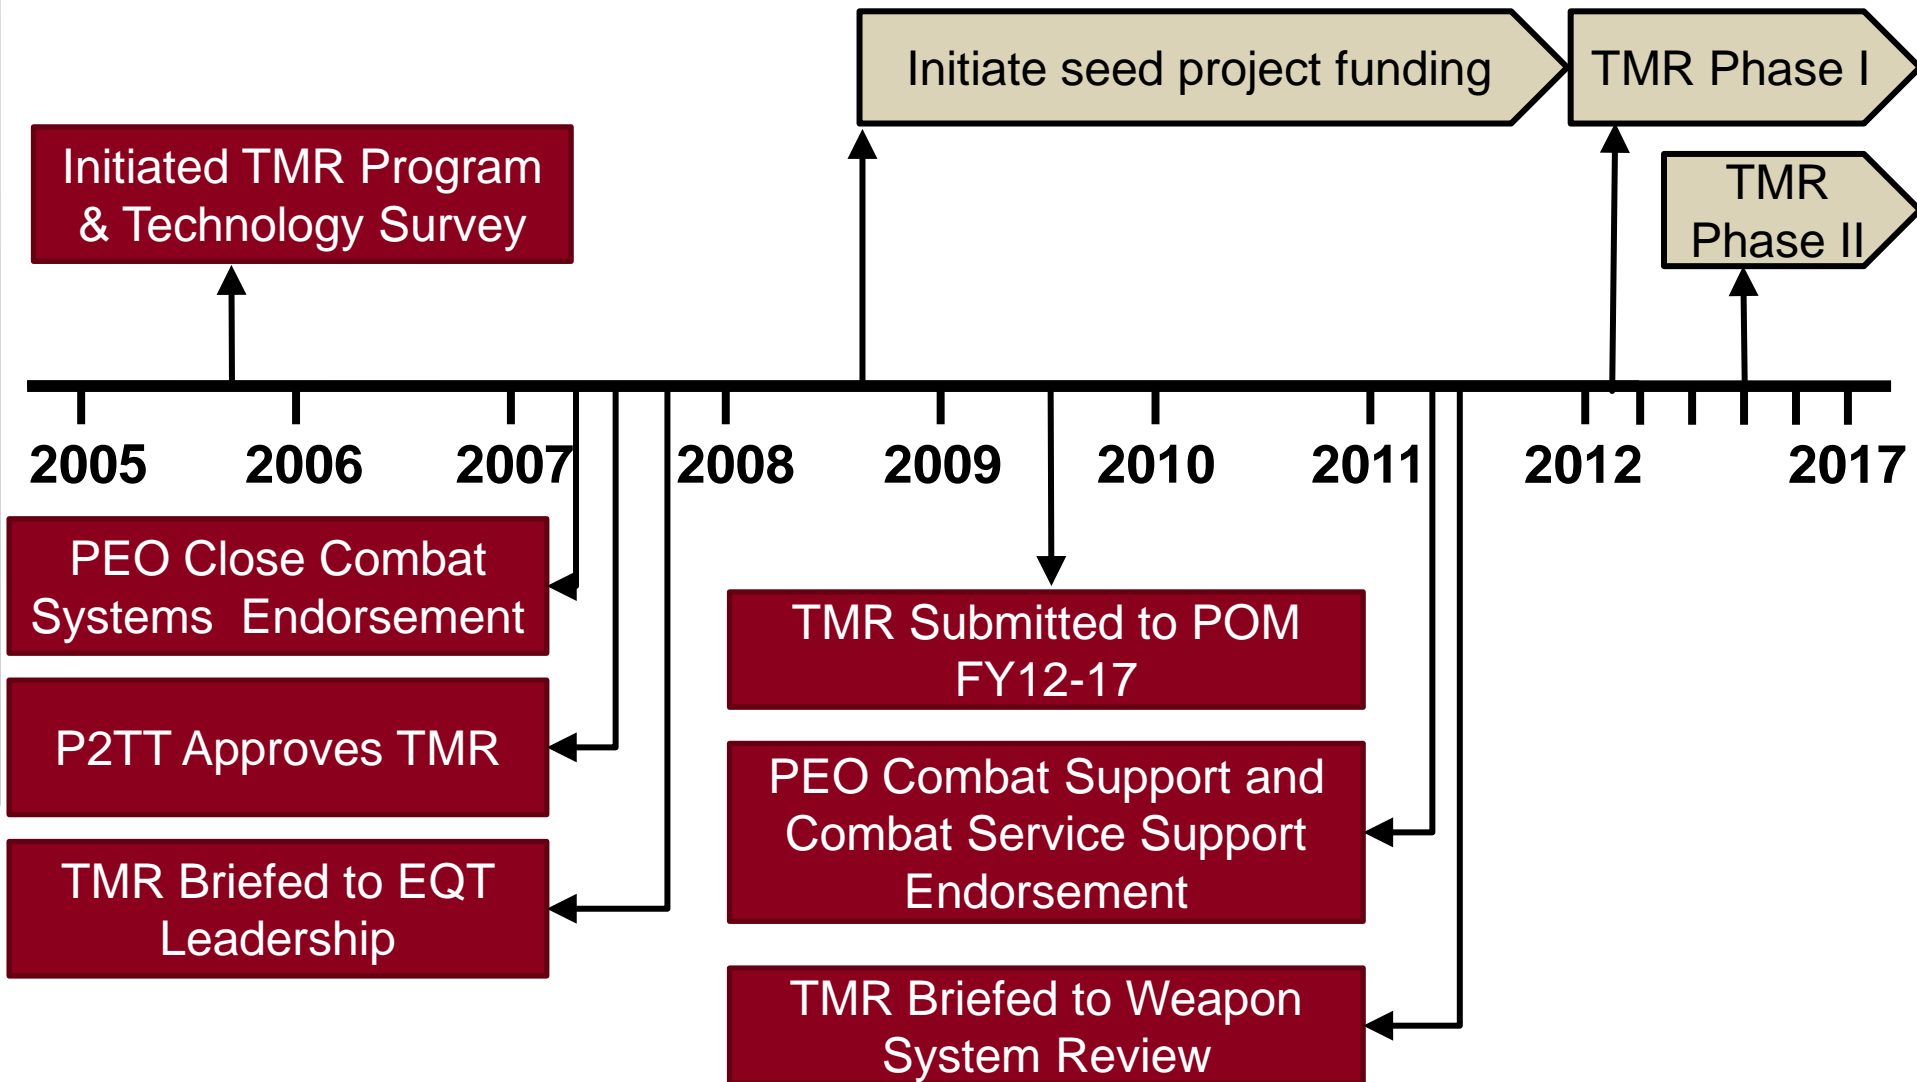 Initiate seed project funding
TMR Phase I
Initiated TMR Program
& Technology Survey
TMR
Phase II
2005
2006
2007
2008
2009
2010
2011
2012
2017
PEO Close Combat
Systems  Endorsement
P2TT Approves TMR
TMR Briefed to EQT
Leadership
TMR Submitted to POM
FY12-17
PEO Combat Support and
Combat Service Support
Endorsement
TMR Briefed to Weapon
System Review